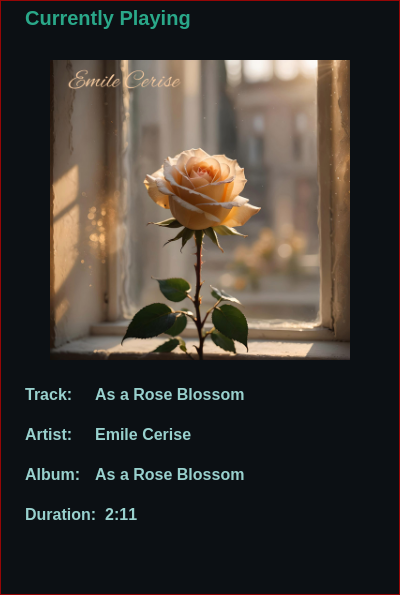 Currently Playing
Emile Cerise
Track: As a Rose Blossom
Artist: Emile Cerise
Album: As a Rose Blossom
Duration: 2:11